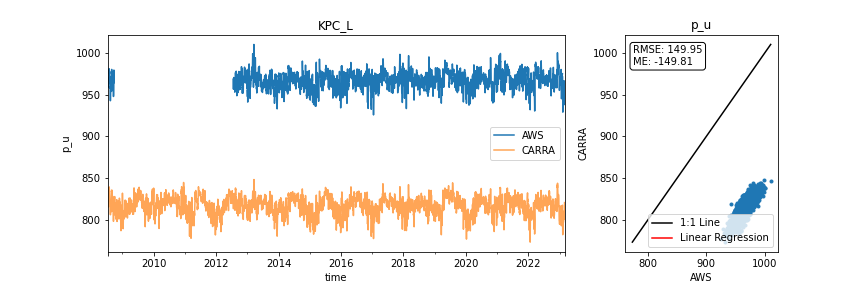 KPC_L
p_u
1000
950
900
850
800
p_u
AWS
CARRA
2010
2012
2014
2016
2018
2020
2022
time
p_u
RMSE: 149.95
ME: -149.81
1000
950
900
850
800
CARRA
1:1 Line
Linear Regression
800
900
1000
AWS